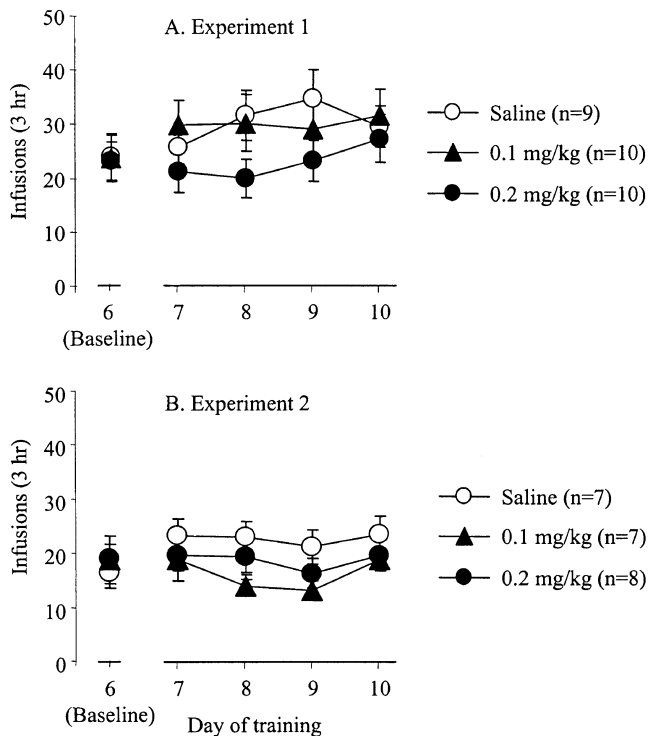 A. Experiment 1
Infusions (3 hr)
50
40
30
20
10
0
6
7
8
9
10
(Baseline)
Saline (n=9)
0.1 mg/kg (n=10)
0.2 mg/kg (n=10)
B. Experiment 2
Infusions (3 hr)
50
40
30
20
10
0
6
7
8
9
10
(Baseline)
Day of training
Saline (n=7)
0.1 mg/kg (n=7)
0.2 mg/kg (n=8)